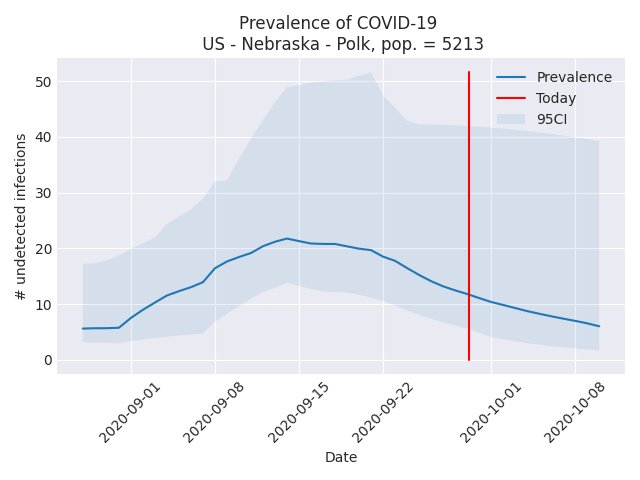 Prevalence of COVID-19
US - Nebraska - Polk, pop. = 5213
Prevalence
Today
95CI
# undetected infections
50
40
30
20
10
0
2020-09-01
2020-09-08
2020-09-15
2020-09-22
2020-10-01
2020-10-08
Date